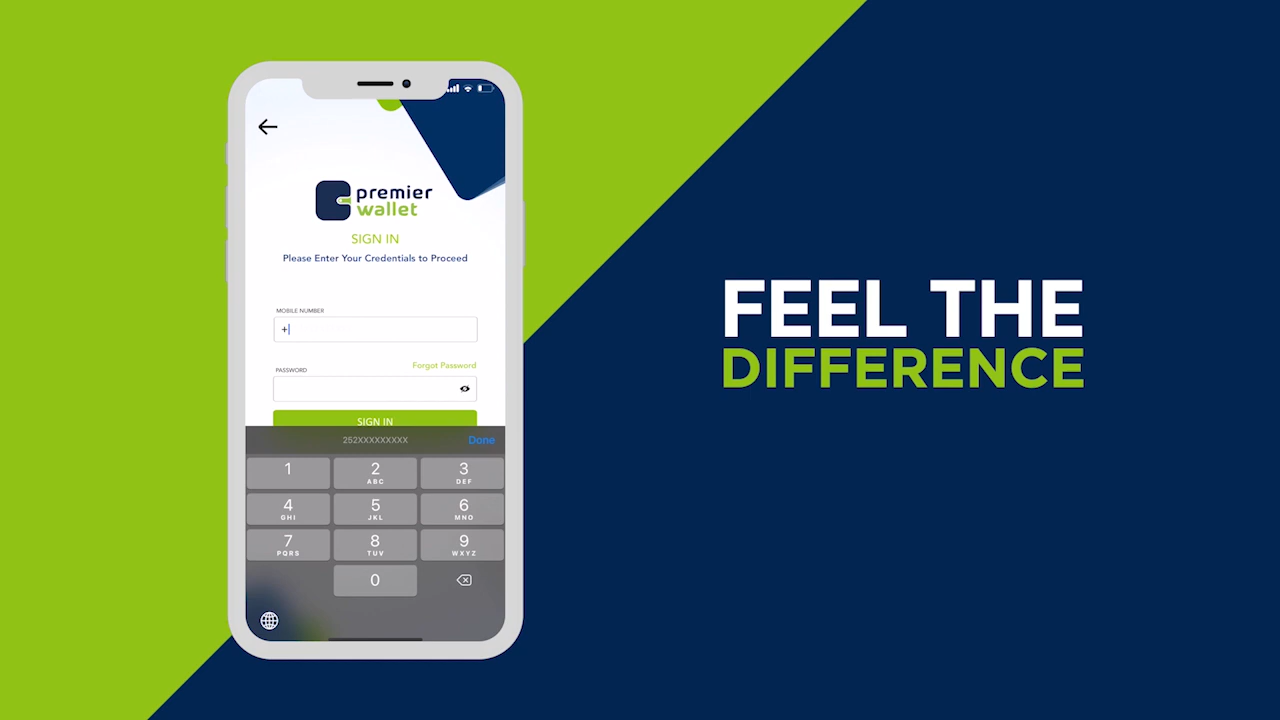 premier
wallet
SIGN IN
Please Enter Your Credentials to Proceed
MOBILE NUMBER
+
Forgot Password
PASSWORD
SIGN IN
252XXXXXXXXX
Done
1
2
3
ABC
DEF
4
5
6
GHI
JKL
MNO
7
8
9
PQRS
TUV
WXYZ
0
FEEL THE
DIFFERENCE